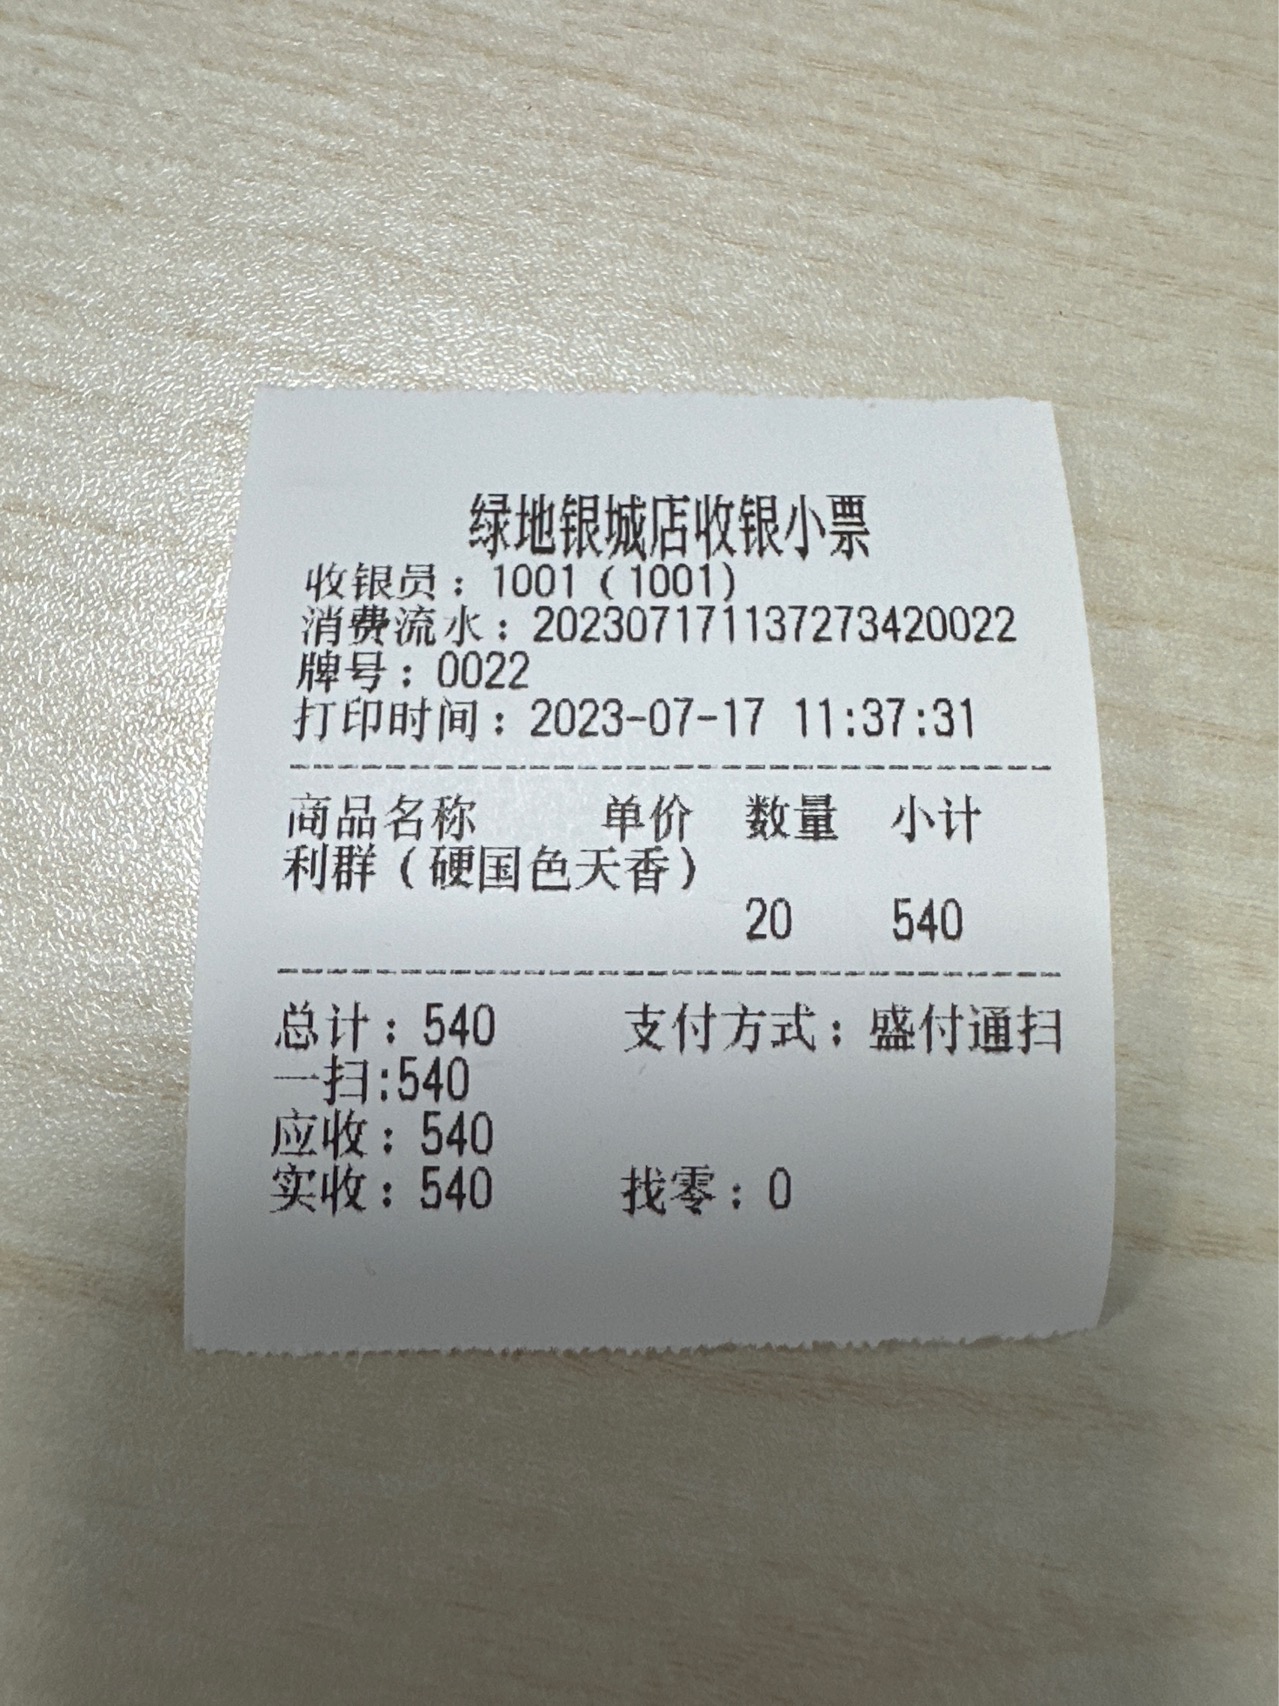 绿地银城店收银小票
收银员：1001（1001）
消费流水：2023071711137273420022
牌号：0022
打印时间：2023-07-17 11:37:31
商品名称 单价 数量 小计
利群（硬国色天香）
20 540
总计：540 支付方式：盛付通扫
一扫:540
应收：540
实收：540 找零：0